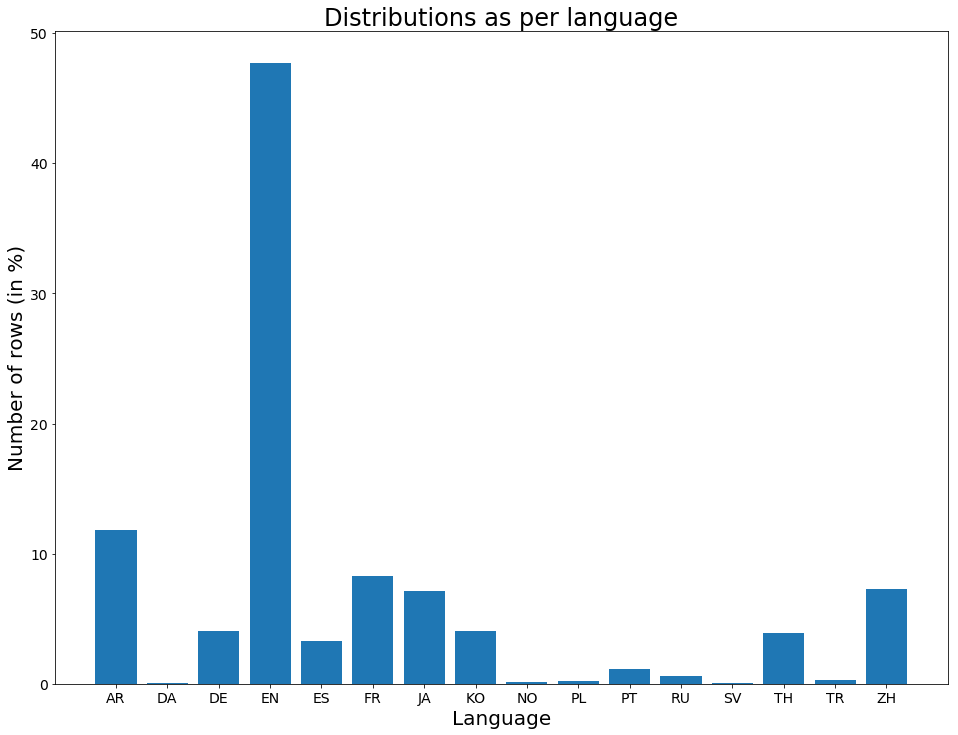 Distributions as per language
Number of rows (in %)
50
40
30
20
10
0
AR DA DE EN ES FR JA KO NO PL PT RU SV TH TR ZH
Language